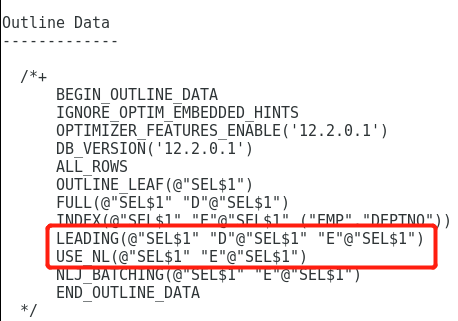 Outline Data
-------------
/*+
BEGIN_OUTLINE_DATA
IGNORE_OPTIM_EMBEDDED_HINTS
OPTIMIZER_FEATURES_ENABLE('12.2.0.1')
DB_VERSION('12.2.0.1')
ALL_ROWS
OUTLINE_LEAF(@"SEL$1")
FULL(@"SEL$1" "D"@"SEL$1")
INDEX(@"SEL$1" "E"@"SEL$1" ("EMP"."DEPTNO"))
LEADING(@"SEL$1" "D"@"SEL$1" "E"@"SEL$1")
USE_NL(@"SEL$1" "E"@"SEL$1")
NLJ_BATCHING(@"SEL$1" "E"@"SEL$1")
END_OUTLINE_DATA
*/